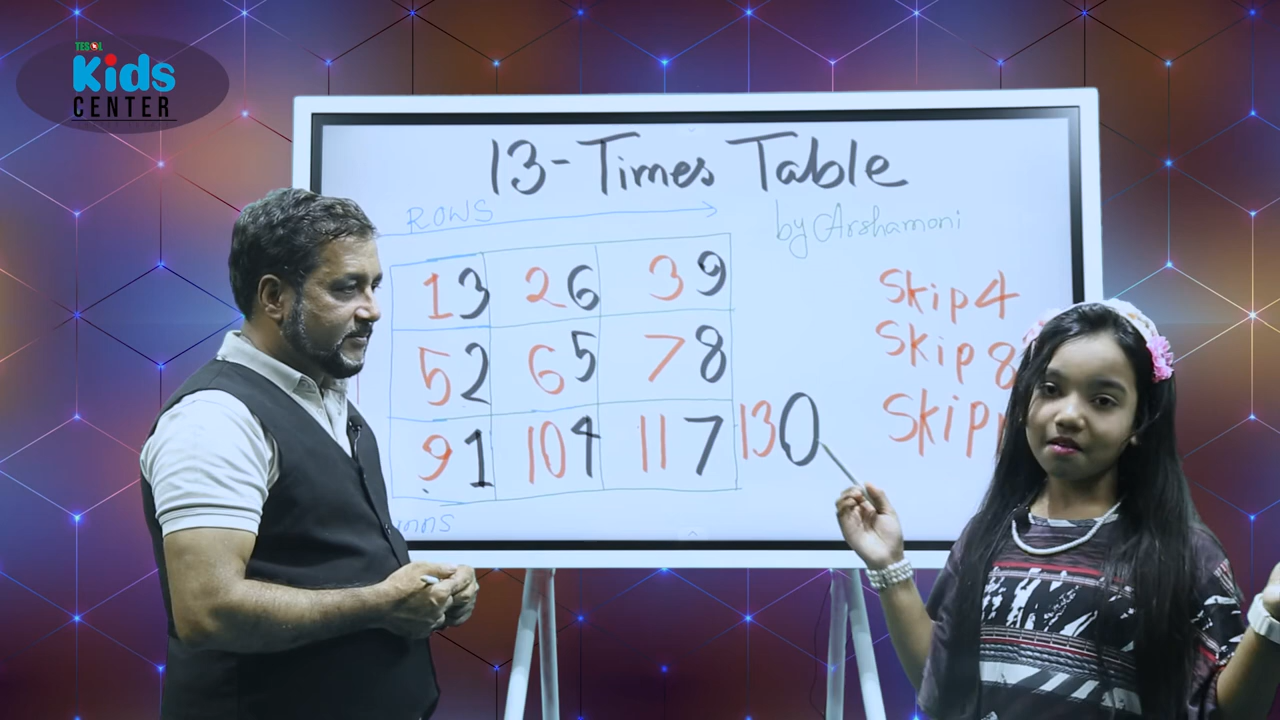 TESOL
Kids
CENTER
13-Times Table
ROWS
by Arshamoni
13 26 39
52 65 78
91 104 117 130
Skip 4
Skip 8
Skip